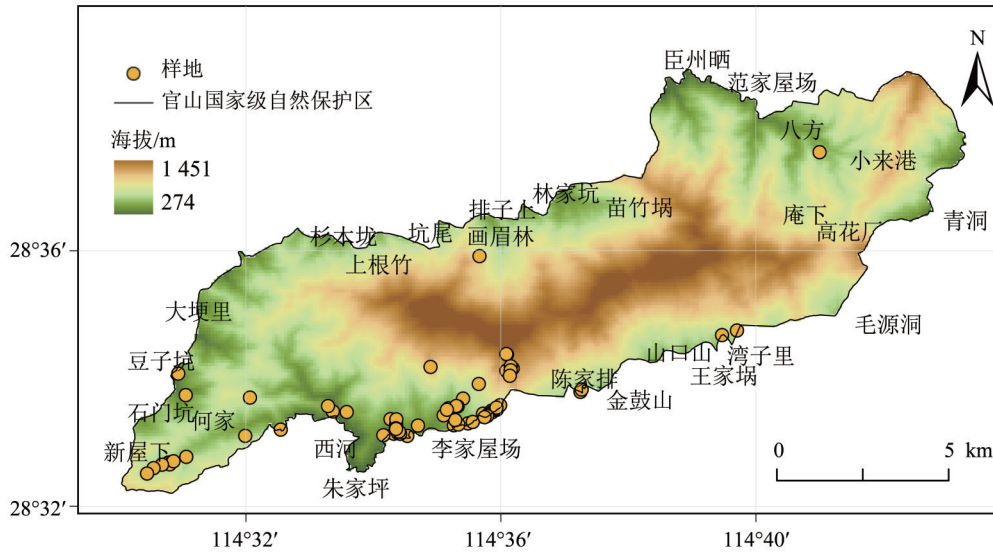 臣州晒
N
样地
范家屋场
官山国家级自然保护区
八方
海拔/m
小来港
1 451
林家坑
274
排子上
苗竹埚
庵下
青洞
杉木垅
坑尾
画眉林
高花厂
28°36′
上根竹
大埂里
毛源洞
山口山
湾子里
豆子坑
陈家排
王家埚
金鼓山
石门坑
何家
新屋下
西河
李家屋场
0
5 km
朱家坪
28°32′
114°32′
114°36′
114°40′